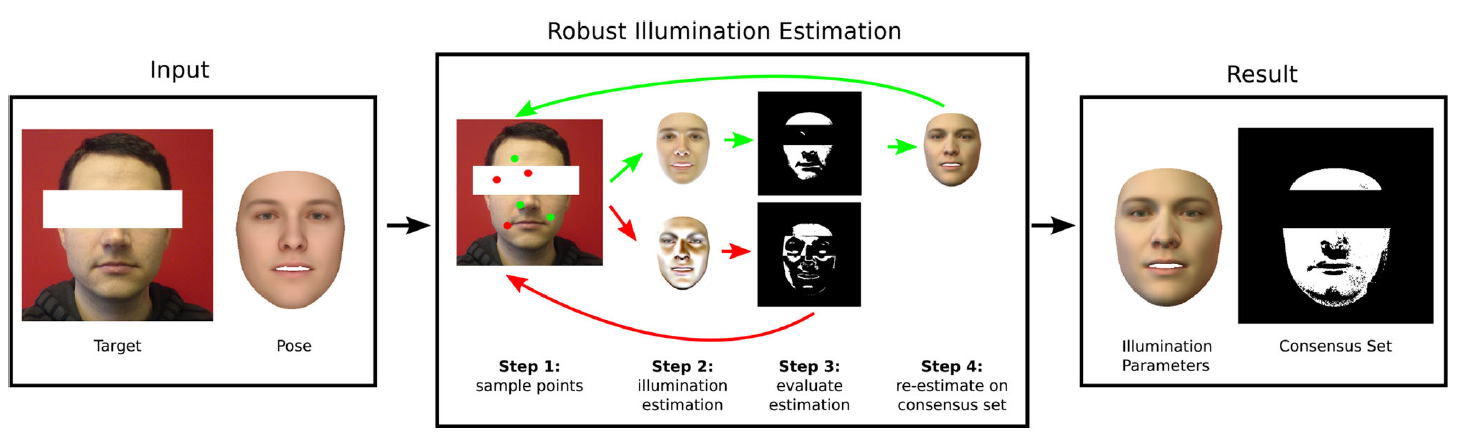 Robust Illumination Estimation
Input
Result
Target
Pose
Step 1:
sample points
Step 2:
illumination
estimation
Step 3:
evaluate
estimation
Step 4:
re-estimate on
consensus set
Illumination
Parameters
Consensus Set